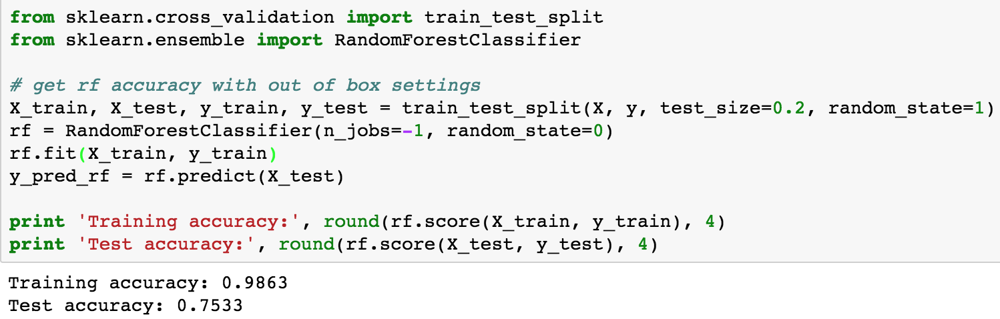 from sklearn.cross_validation import train_test_split
from sklearn.ensemble import RandomForestClassifier
# get rf accuracy with out of box settings
X_train, X_test, y_train, y_test = train_test_split(X, y, test_size=0.2, random_state=1)
rf = RandomForestClassifier(n_jobs=-1, random_state=0)
rf.fit(X_train, y_train)
y_pred_rf = rf.predict(X_test)
print 'Training accuracy:', round(rf.score(X_train, y_train), 4)
print 'Test accuracy:', round(rf.score(X_test, y_test), 4)
Training accuracy: 0.9863
Test accuracy: 0.7533